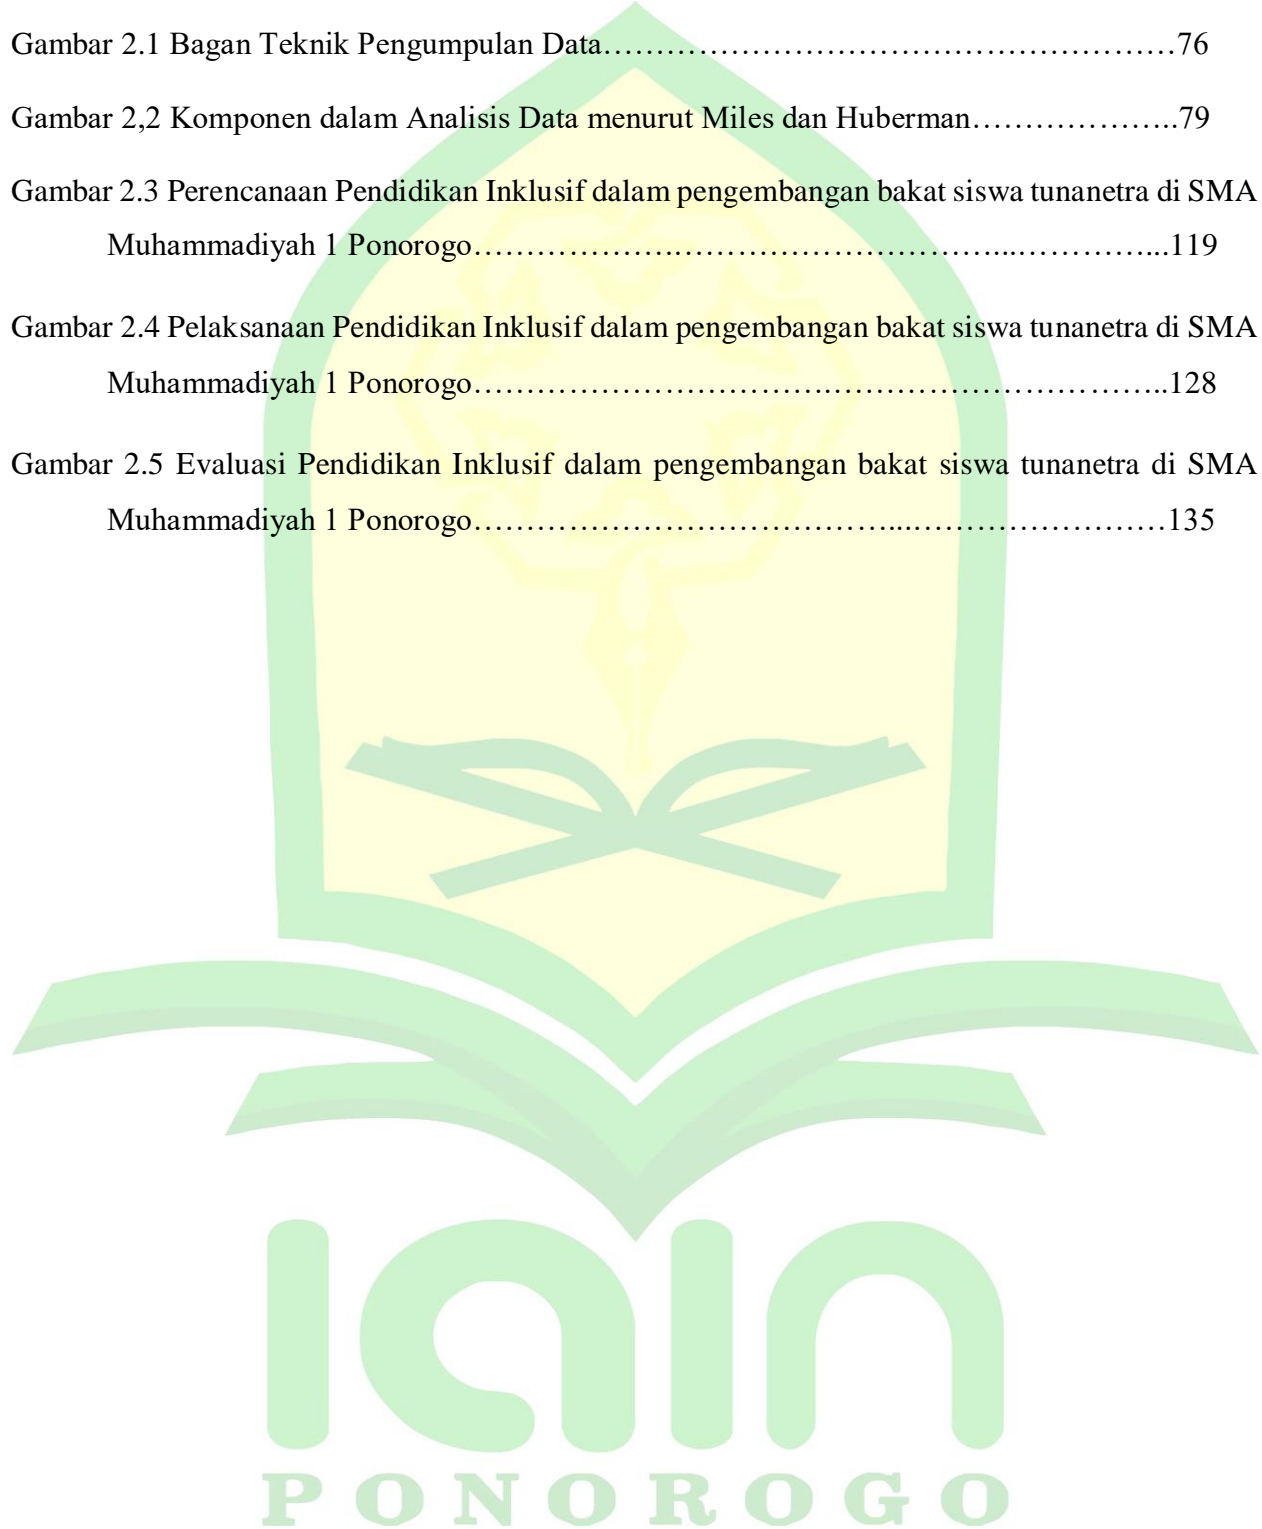 Gambar 2.1 Bagan Teknik Pengumpulan Data……….………………………………………………76
Gambar 2,2 Komponen dalam Analisis Data menurut Miles dan Huberman………………..79
Gambar 2.3 Perencanaan Pendidikan Inklusif dalam pengembangan bakat siswa tunanetra di SMA
Muhammadiyah 1 Ponorogo………………….…………………………...…………...119
Gambar 2.4 Pelaksanaan Pendidikan Inklusif dalam pengembangan bakat siswa tunanetra di SMA
Muhammadiyah 1 Ponorogo…………………………………………………………..128
Gambar 2.5 Evaluasi Pendidikan Inklusif dalam pengembangan bakat siswa tunanetra di SMA
Muhammadiyah 1 Ponorogo…………………………………...……………………135
iain
PONOROGO